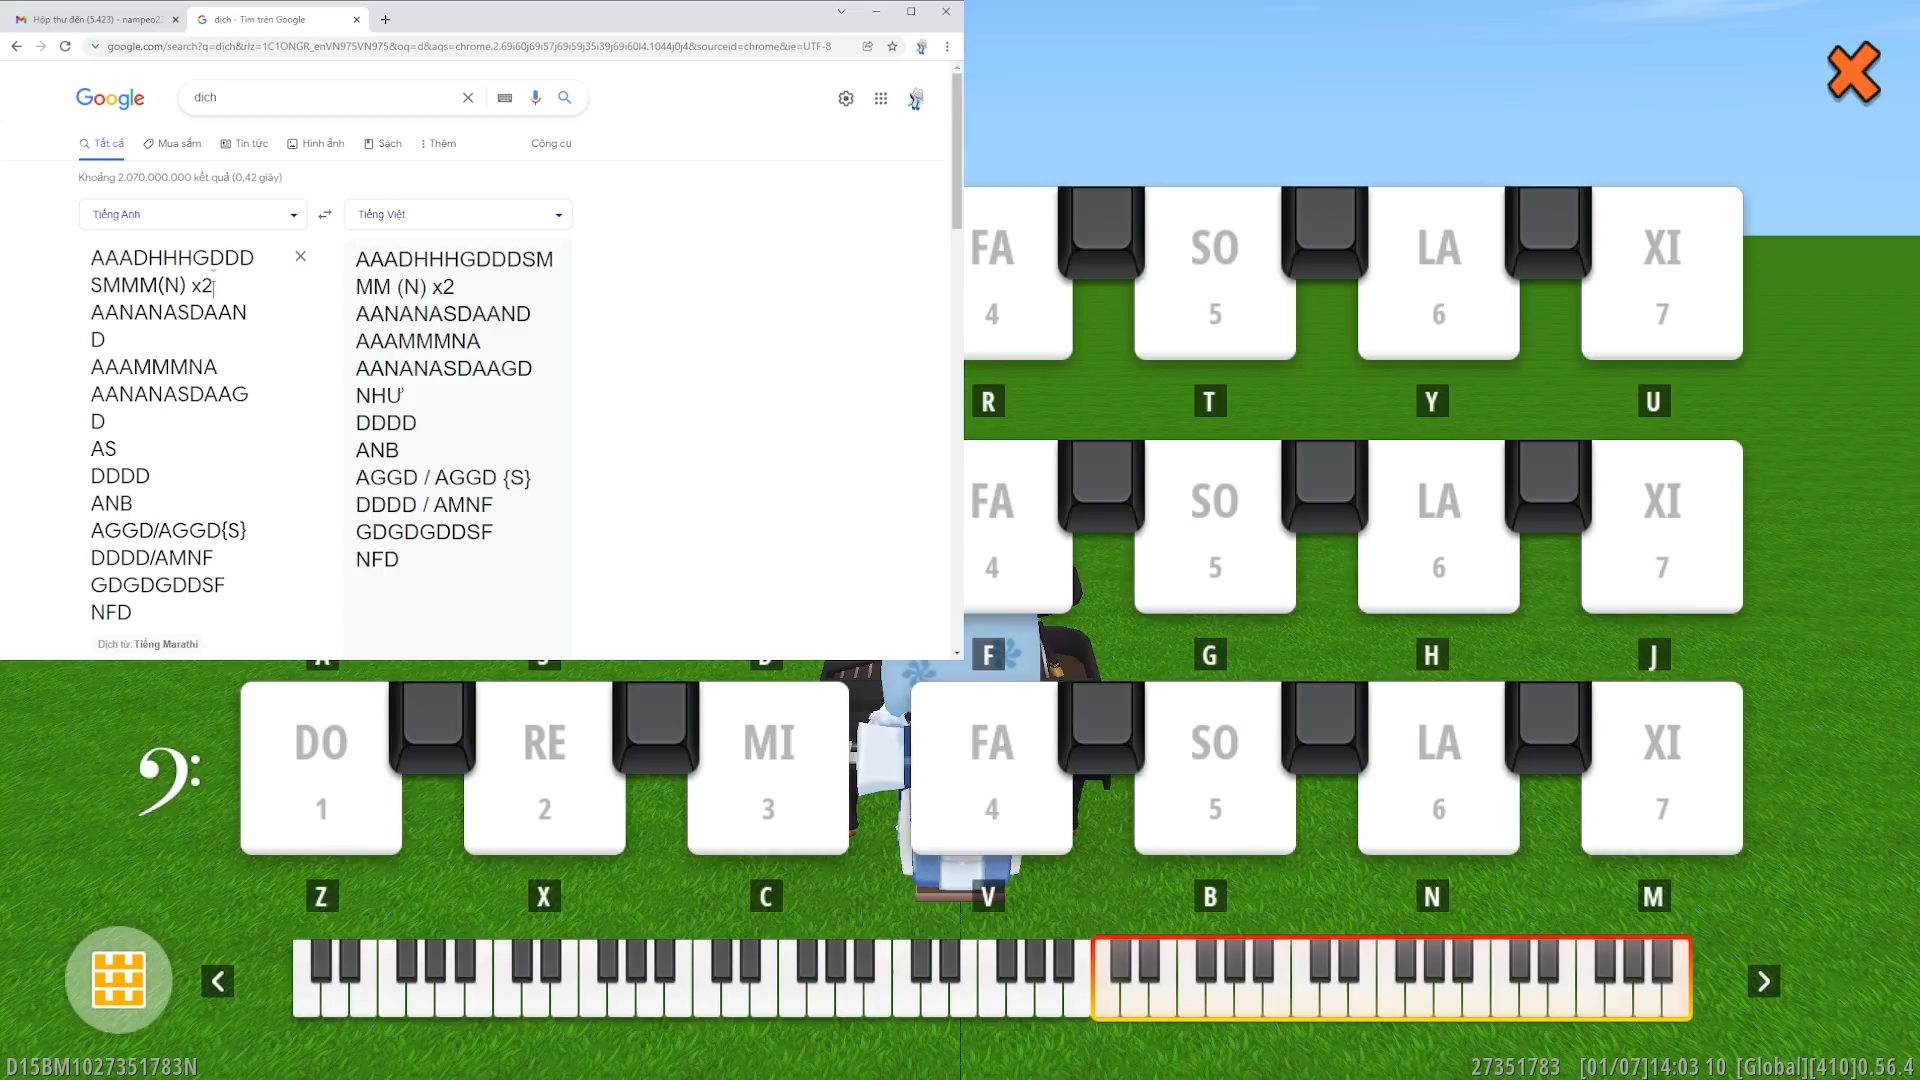 Hộp thư đến (5.423) - nampeo2
dịch - Tìm trên Google
google.com/search?q=dịch&rlz=1C1ONGR_enVN975VN975&oq=d&aqs=chrome.2.69i60j69i57j69i59j35i39j69i60l4.1044j0j4&sourceid=chrome&ie=UTF-8
Google
dịch
Tất cả
Mua sắm
Tin tức
Hình ảnh
Sách
Thêm
Công cụ
Khoảng 2.070.000.000 kết quả (0,42 giây)
Tiếng Anh
Tiếng Việt
AAADHHHGDDD
SMMM(N) x2
AANANASDAAN
D
AAAMMMNA
AANANASDAAG
D
AS
DDDD
ANB
AGGD/AGGD{S}
DDDD/AMNF
GDGDGDDSF
NFD
Dịch từ: Tiếng Marathi
AAADHHHGDDDSM
MM (N) x2
AANANASDAAND
AAAMMMNA
AANANASDAAGD
NHƯ
DDDD
ANB
AGGD / AGGD {S}
DDDD / AMNF
GDGDGDDSF
NFD
FA SO LA XI
4 5 6 7
R T Y U
FA SO LA XI
4 5 6 7
F G H J
DO RE MI FA SO LA XI
1 2 3 4 5 6 7
Z X C V B N M
D15BM1027351783N
27351783 [01/07]14:03 10 [Global][410]0.56.4